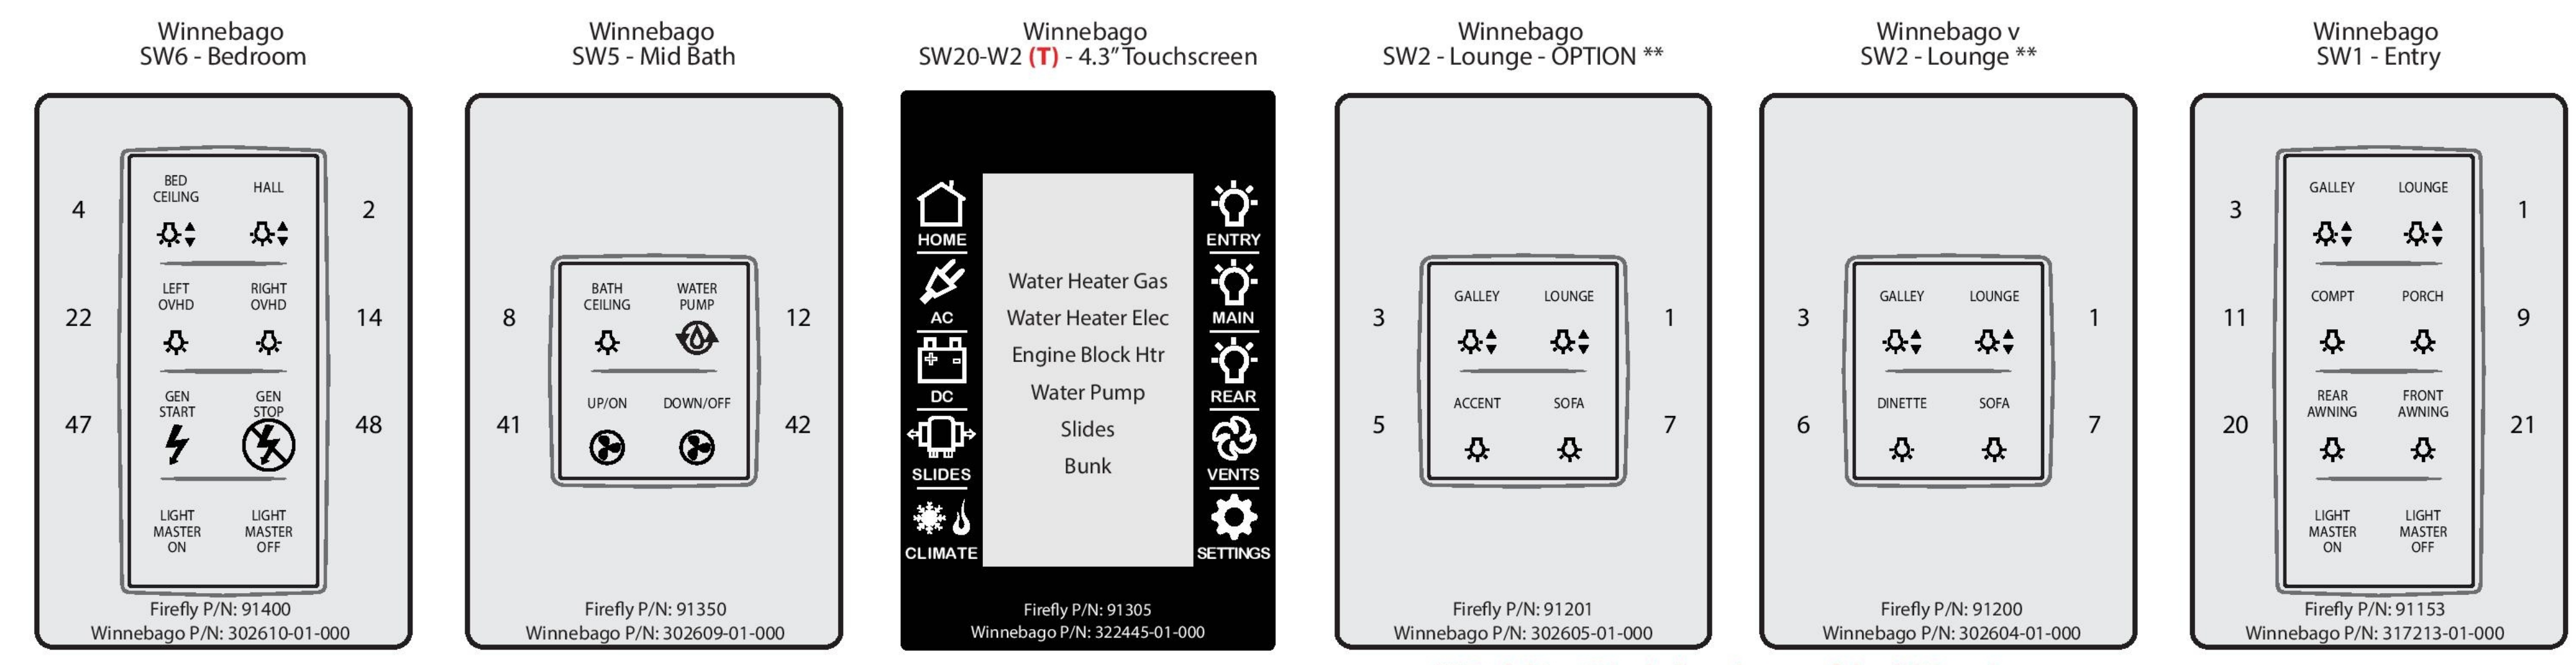 Winnebago
SW6 - Bedroom
4
BED
CEILING
HALL
2
22
LEFT
OVHD
RIGHT
OVHD
14
47
GEN
START
GEN
STOP
48
LIGHT
MASTER
ON
LIGHT
MASTER
OFF
Firefly P/N: 91400
Winnebago P/N: 302610-01-000
Winnebago
SW5 - Mid Bath
8
BATH
CEILING
WATER
PUMP
12
41
UP/ON
DOWN/OFF
42
Firefly P/N: 91350
Winnebago P/N: 302609-01-000
Winnebago
SW20-W2 (T) - 4.3” Touchscreen
HOME
AC
DC
SLIDES
CLIMATE
Water Heater Gas
Water Heater Elec
Engine Block Htr
Water Pump
Slides
Bunk
ENTRY
MAIN
REAR
VENTS
SETTINGS
Firefly P/N: 91305
Winnebago P/N: 322445-01-000
Winnebago
SW2 - Lounge - OPTION **
3
GALLEY
LOUNGE
1
5
ACCENT
SOFA
7
Firefly P/N: 91201
Winnebago P/N: 302605-01-000
Winnebago v
SW2 - Lounge **
3
GALLEY
LOUNGE
1
6
DINETTE
SOFA
7
Firefly P/N: 91200
Winnebago P/N: 302604-01-000
Winnebago
SW1 - Entry
3
GALLEY
LOUNGE
1
11
COMPT
PORCH
9
20
REAR
AWNING
FRONT
AWNING
21
LIGHT
MASTER
ON
LIGHT
MASTER
OFF
Firefly P/N: 91153
Winnebago P/N: 317213-01-000